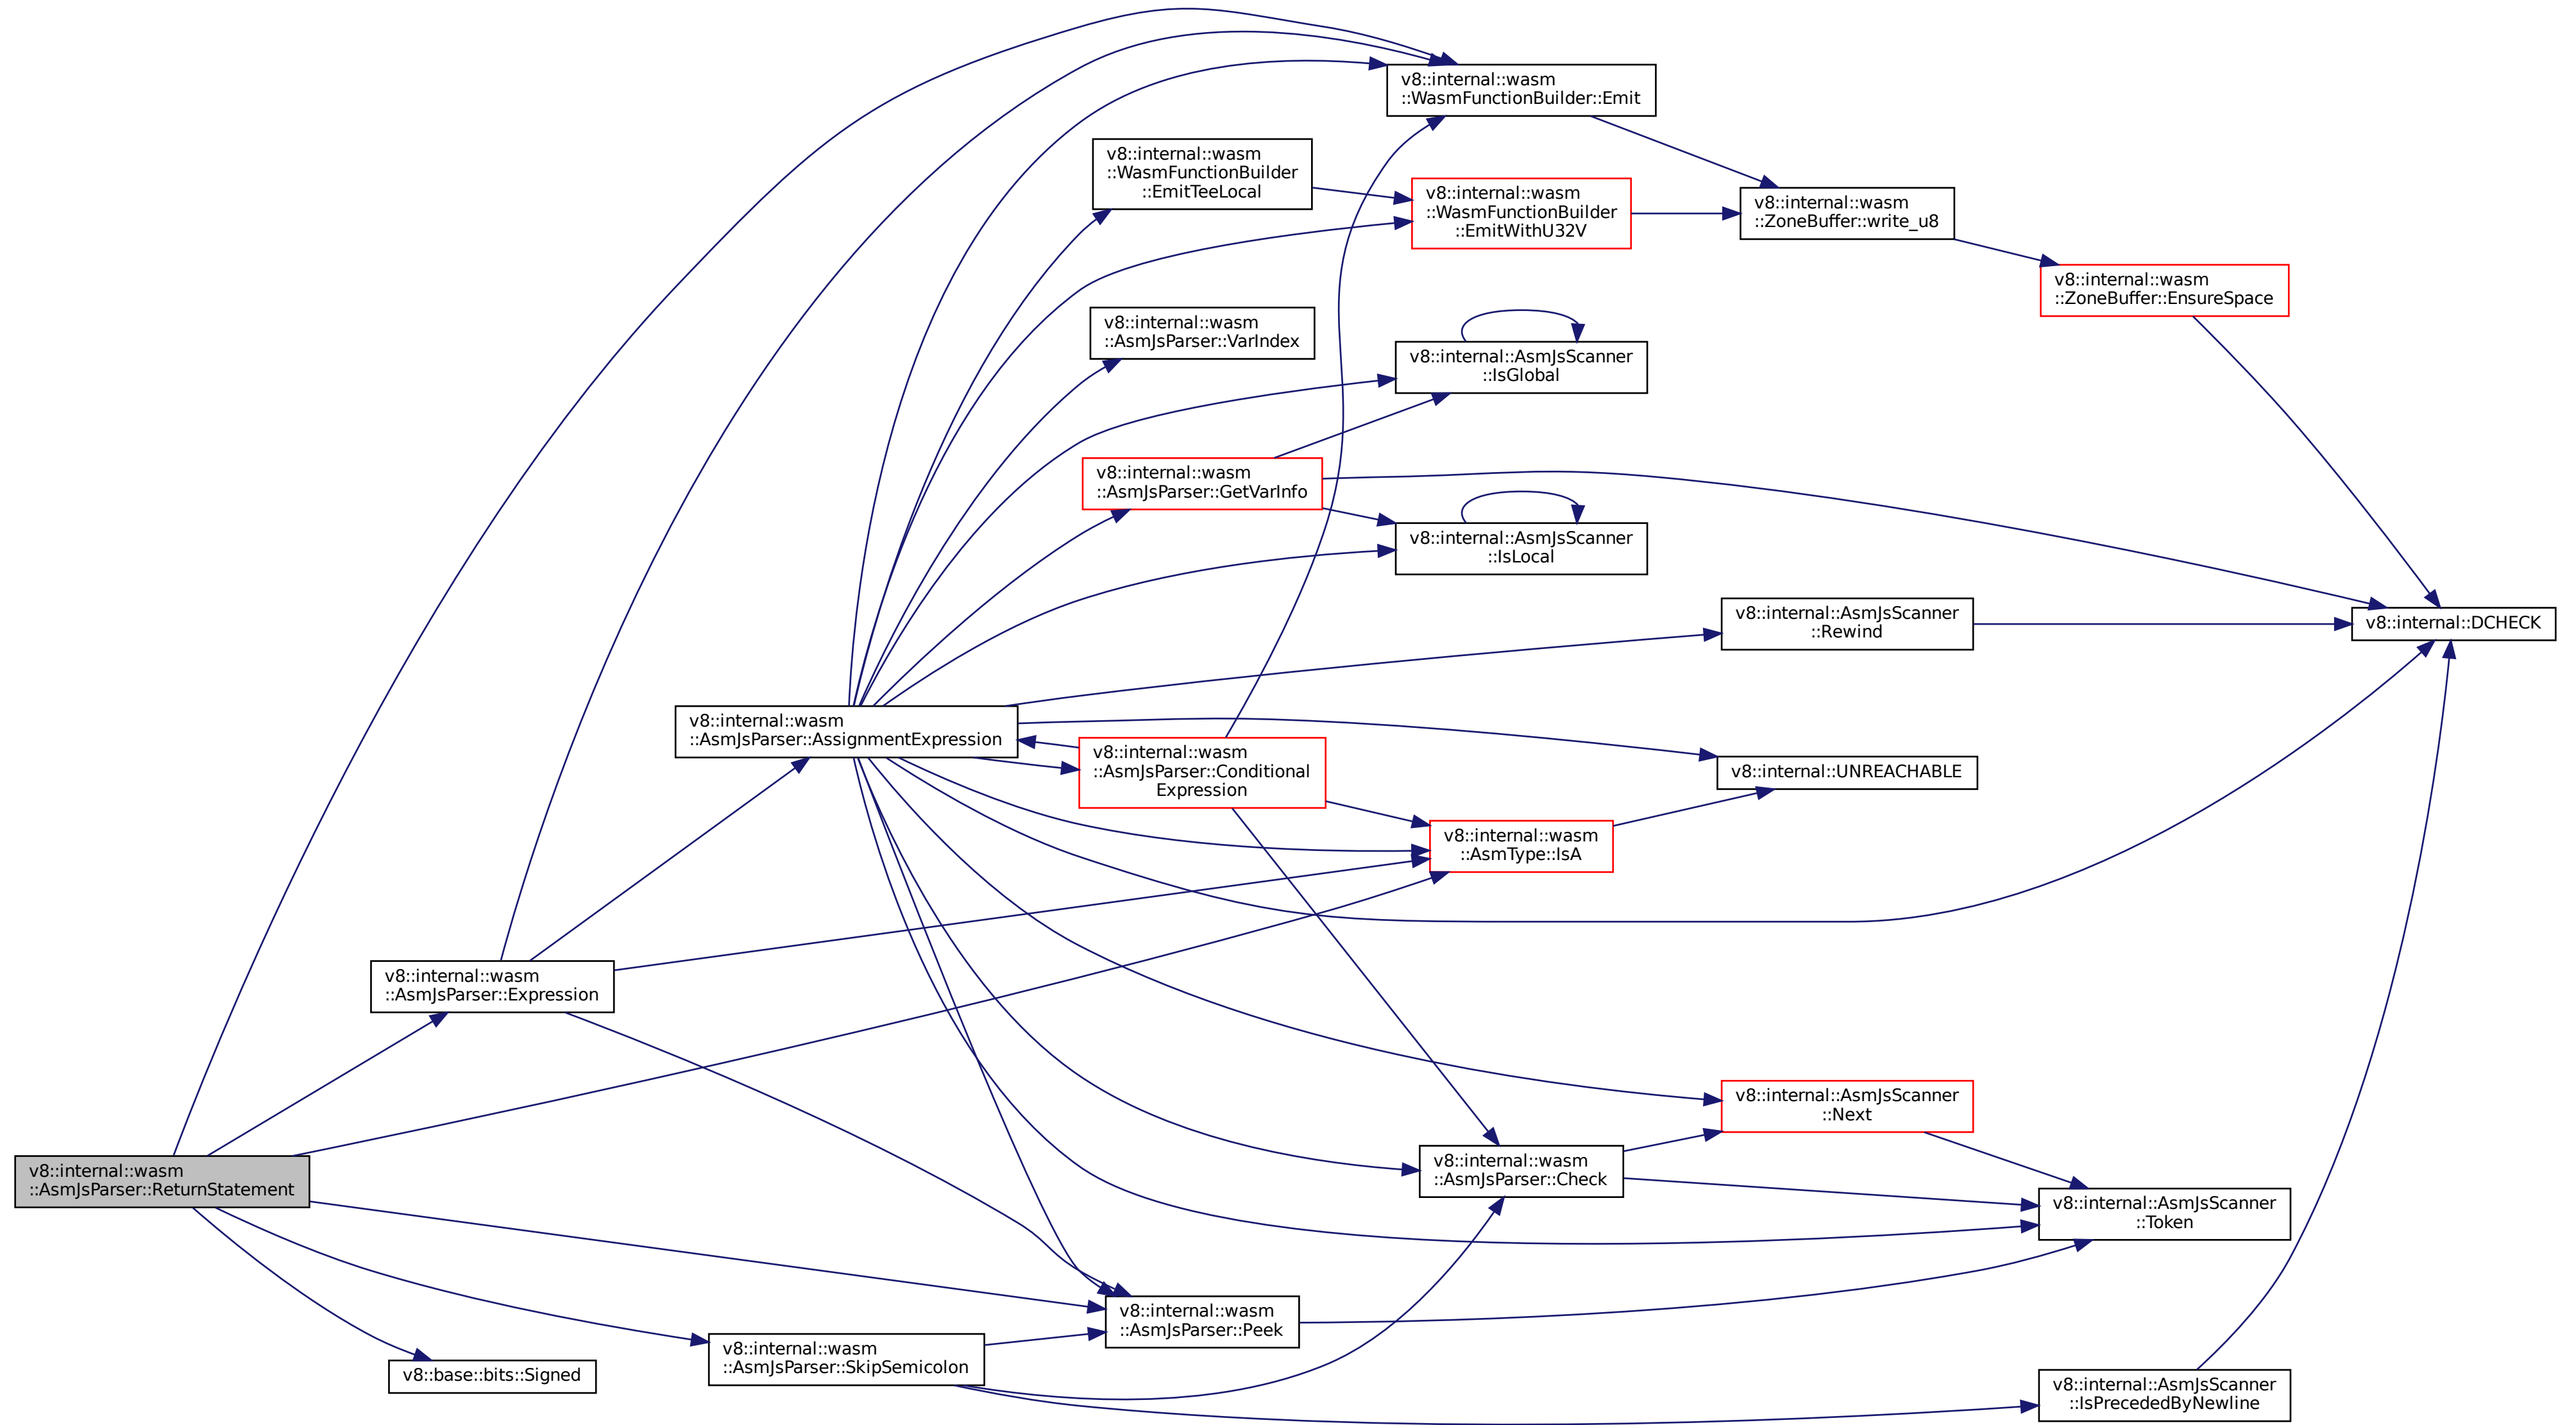 v8::internal::wasm
::WasmFunctionBuilder::Emit
v8::internal::wasm
::WasmFunctionBuilder
::EmitTeeLocal
v8::internal::wasm
::WasmFunctionBuilder
::EmitWithU32V
v8::internal::wasm
::ZoneBuffer::write_u8
v8::internal::wasm
::ZoneBuffer::EnsureSpace
v8::internal::wasm
::AsmJsParser::VarIndex
v8::internal::AsmJsScanner
::IsGlobal
v8::internal::wasm
::AsmJsParser::GetVarInfo
v8::internal::AsmJsScanner
::IsLocal
v8::internal::AsmJsScanner
::Rewind
v8::internal::DCHECK
v8::internal::wasm
::AsmJsParser::AssignmentExpression
v8::internal::wasm
::AsmJsParser::Conditional
Expression
v8::internal::UNREACHABLE
v8::internal::wasm
::AsmType::IsA
v8::internal::wasm
::AsmJsParser::Expression
v8::internal::AsmJsScanner
::Next
v8::internal::wasm
::AsmJsParser::ReturnStatement
v8::internal::wasm
::AsmJsParser::Check
v8::internal::AsmJsScanner
::Token
v8::internal::wasm
::AsmJsParser::Peek
v8::internal::wasm
::AsmJsParser::SkipSemicolon
v8::base::bits::Signed
v8::internal::AsmJsScanner
::IsPrecededByNewline